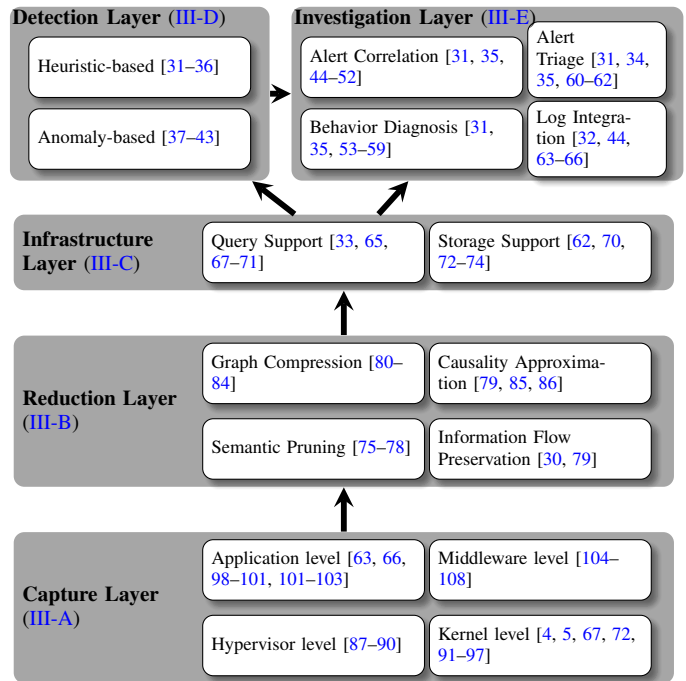 Detection Layer (III-D)
Heuristic-based [31–36]
Anomaly-based [37–43]
Investigation Layer (III-E)
Alert Correlation [31, 35,
44–52]
Alert
Triage [31, 34,
35, 60–62]
Behavior Diagnosis [31,
35, 53–59]
Log Integra-
tion [32, 44,
63–66]
Infrastructure
Layer (III-C)
Query Support [33, 65,
67–71]
Storage Support [62, 70,
72–74]
Reduction Layer
(III-B)
Graph Compression [80–
84]
Causality Approxima-
tion [79, 85, 86]
Semantic Pruning [75–78]
Information Flow
Preservation [30, 79]
Capture Layer
(III-A)
Application level [63, 66,
98–101, 101–103]
Middleware level [104–
108]
Hypervisor level [87–90]
Kernel level [4, 5, 67, 72,
91–97]